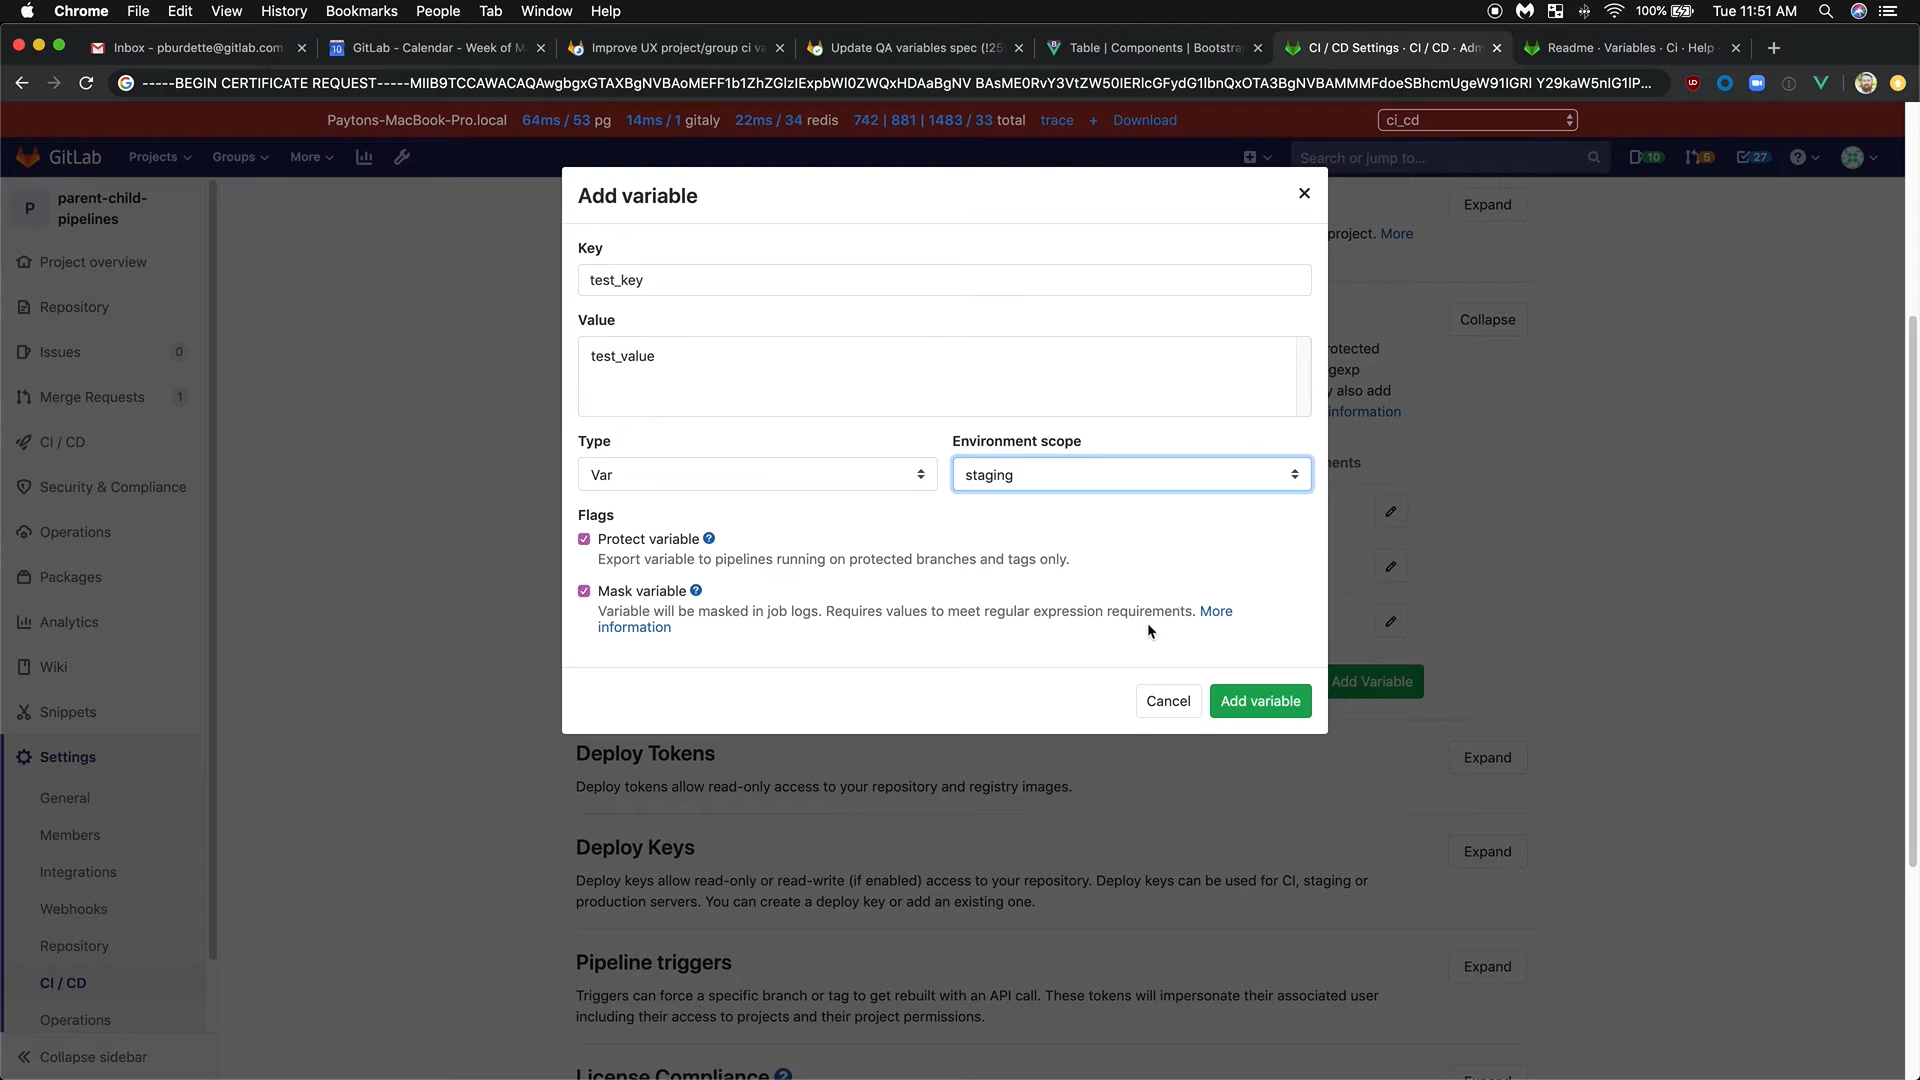 Chrome File Edit View History Bookmarks People Tab Window Help 100% Tue 11:51 AM
Inbox - pburdette@gitlab.com
GitLab - Calendar - Week of M
Improve UX project/group ci va
Update QA variables spec (!25
Table | Components | Bootstra
CI / CD Settings · CI / CD · Adm
Readme · Variables · Ci · Help
Paytons-MacBook-Pro.local 64ms / 53 pg 14ms / 1 gitaly 22ms / 34 redis 742 | 881 | 1483 / 33 total trace + Download ci_cd
GitLab Projects Groups More Search or jump to... 10 5 27
P parent-child-
pipelines
Project overview
Repository
Issues 0
Merge Requests 1
CI / CD
Security & Compliance
Operations
Packages
Analytics
Wiki
Snippets
Settings
General
Members
Integrations
Webhooks
Repository
CI / CD
Operations
Collapse sidebar
Add variable
Key
test_key
Value
test_value
Type Environment scope
Var staging
Flags
Protect variable
Export variable to pipelines running on protected branches and tags only.
Mask variable
Variable will be masked in job logs. Requires values to meet regular expression requirements. More
information
Cancel Add variable
Expand
project. More
Collapse
otected
gexp
y also add
information
ents
Add Variable
Deploy Tokens Expand
Deploy tokens allow read-only access to your repository and registry images.
Deploy Keys Expand
Deploy keys allow read-only or read-write (if enabled) access to your repository. Deploy keys can be used for CI, staging or
production servers. You can create a deploy key or add an existing one.
Pipeline triggers Expand
Triggers can force a specific branch or tag to get rebuilt with an API call. These tokens will impersonate their associated user
including their access to projects and their project permissions.
License Compliance